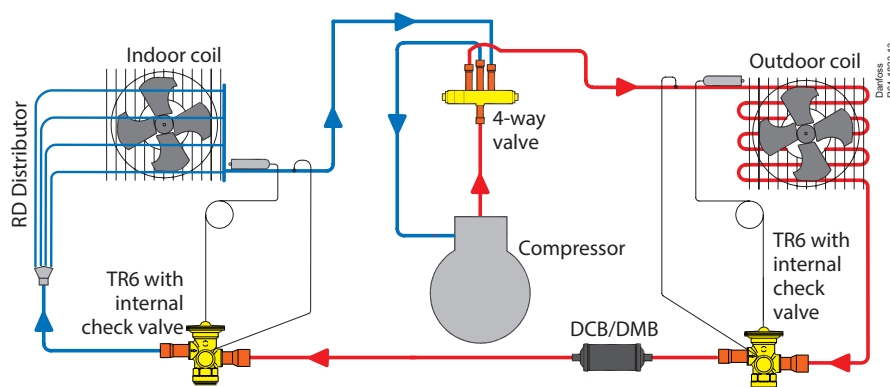 Indoor coil
Outdoor coil
Danfoss
4-way
valve
RD Distributor
Compressor
TR6 with
internal
check valve
TR6 with
internal
check valve
DCB/DMB